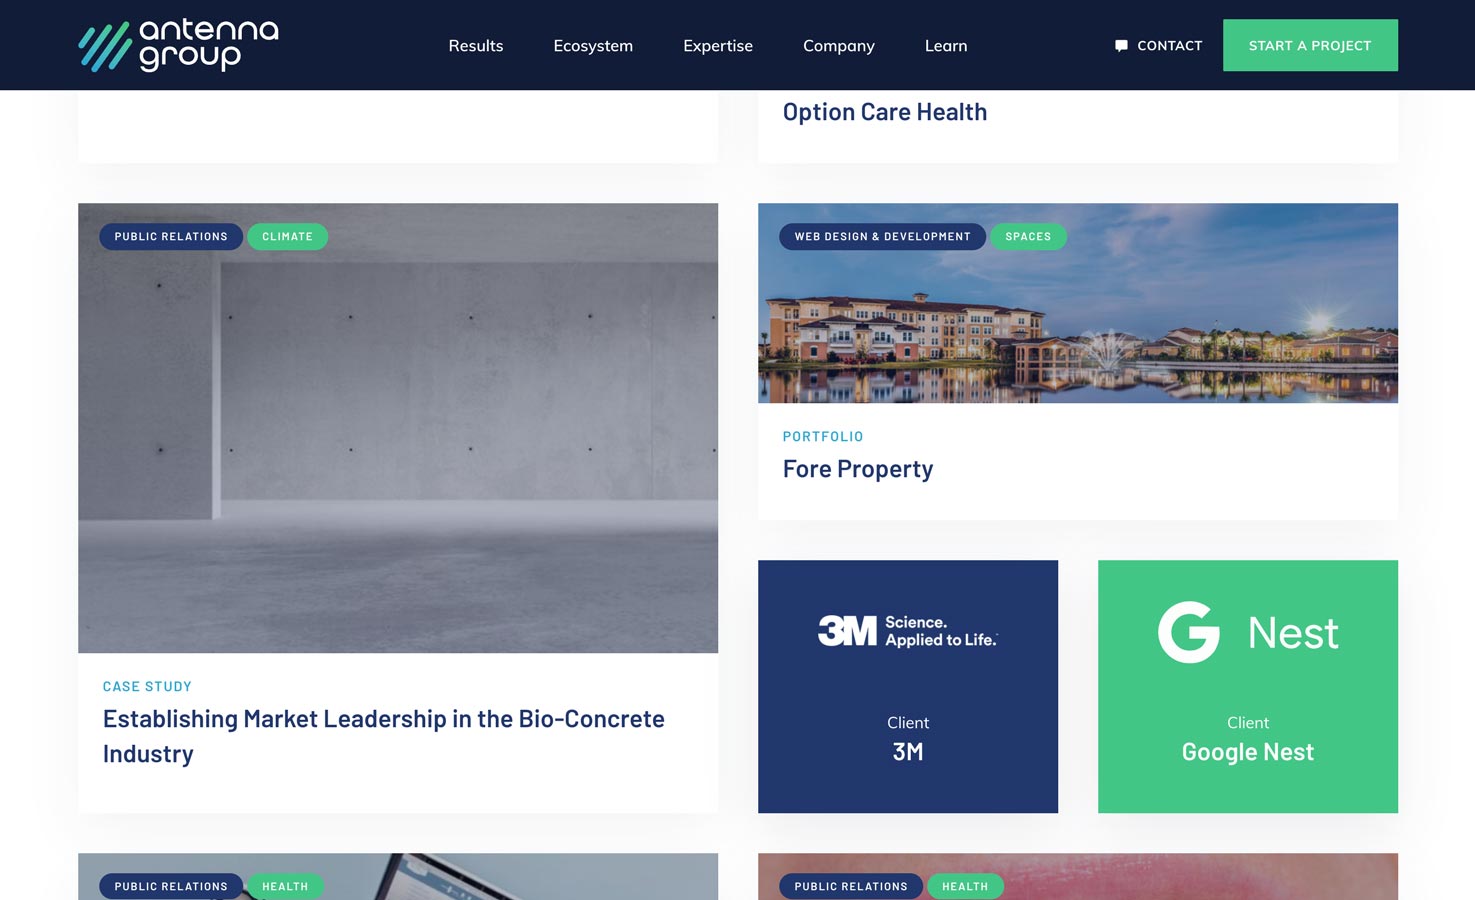 antenna
group
Results
Ecosystem
Expertise
Company
Learn
CONTACT
START A PROJECT
Option Care Health
PUBLIC RELATIONS
CLIMATE
CASE STUDY
Establishing Market Leadership in the Bio-Concrete
Industry
WEB DESIGN & DEVELOPMENT
SPACES
PORTFOLIO
Fore Property
3M Science.
Applied to Life.
Client
3M
G Nest
Client
Google Nest
PUBLIC RELATIONS
HEALTH
PUBLIC RELATIONS
HEALTH